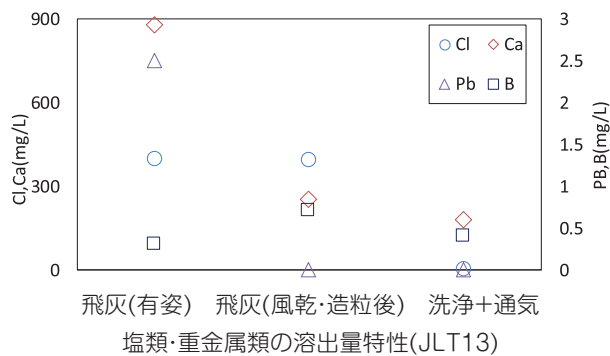 900
600
300
0
Cl,Ca(mg/L)
Cl
Ca
Pb
B
3
2.5
2
1.5
1
0.5
0
PB,B(mg/L)
飛灰(有姿) 飛灰(風乾・造粒後) 洗浄＋通気
塩類・重金属類の溶出量特性(JLT13)